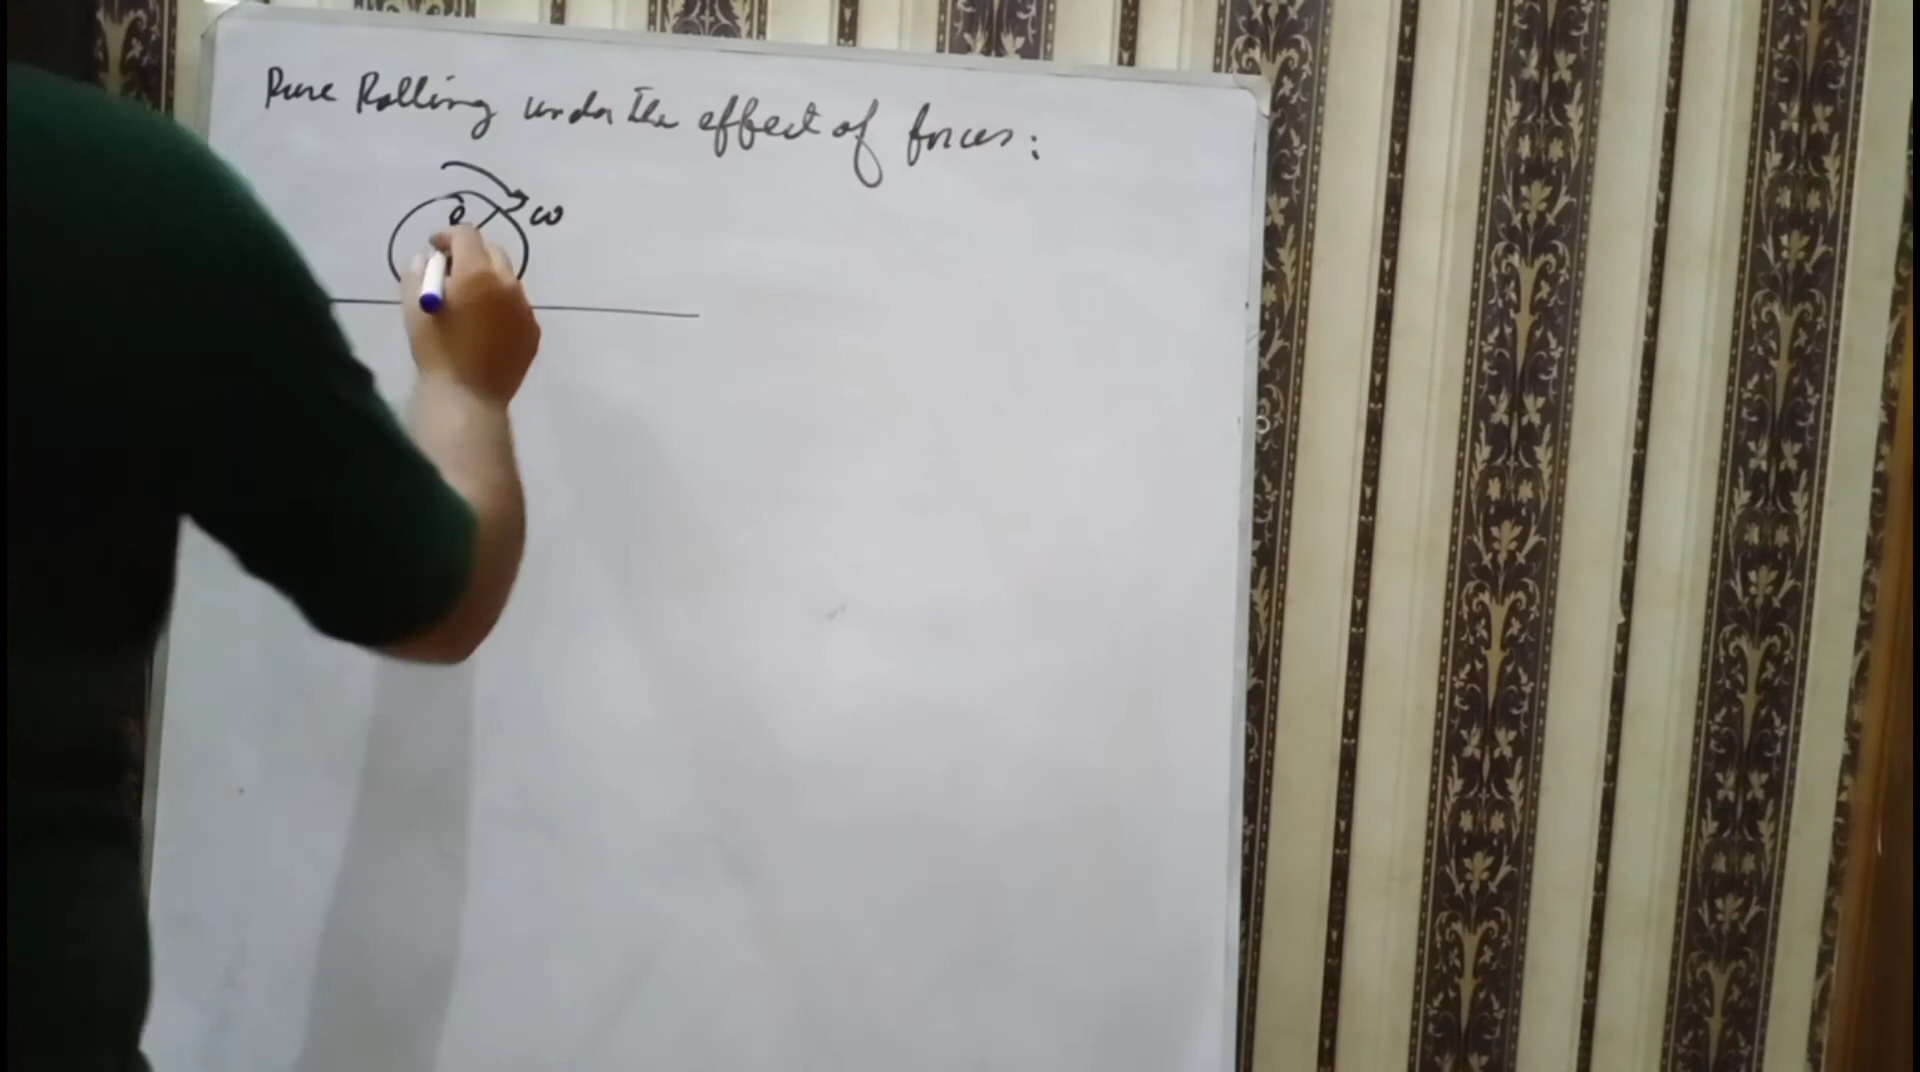 Pure Rolling under the effect of forces:
ω